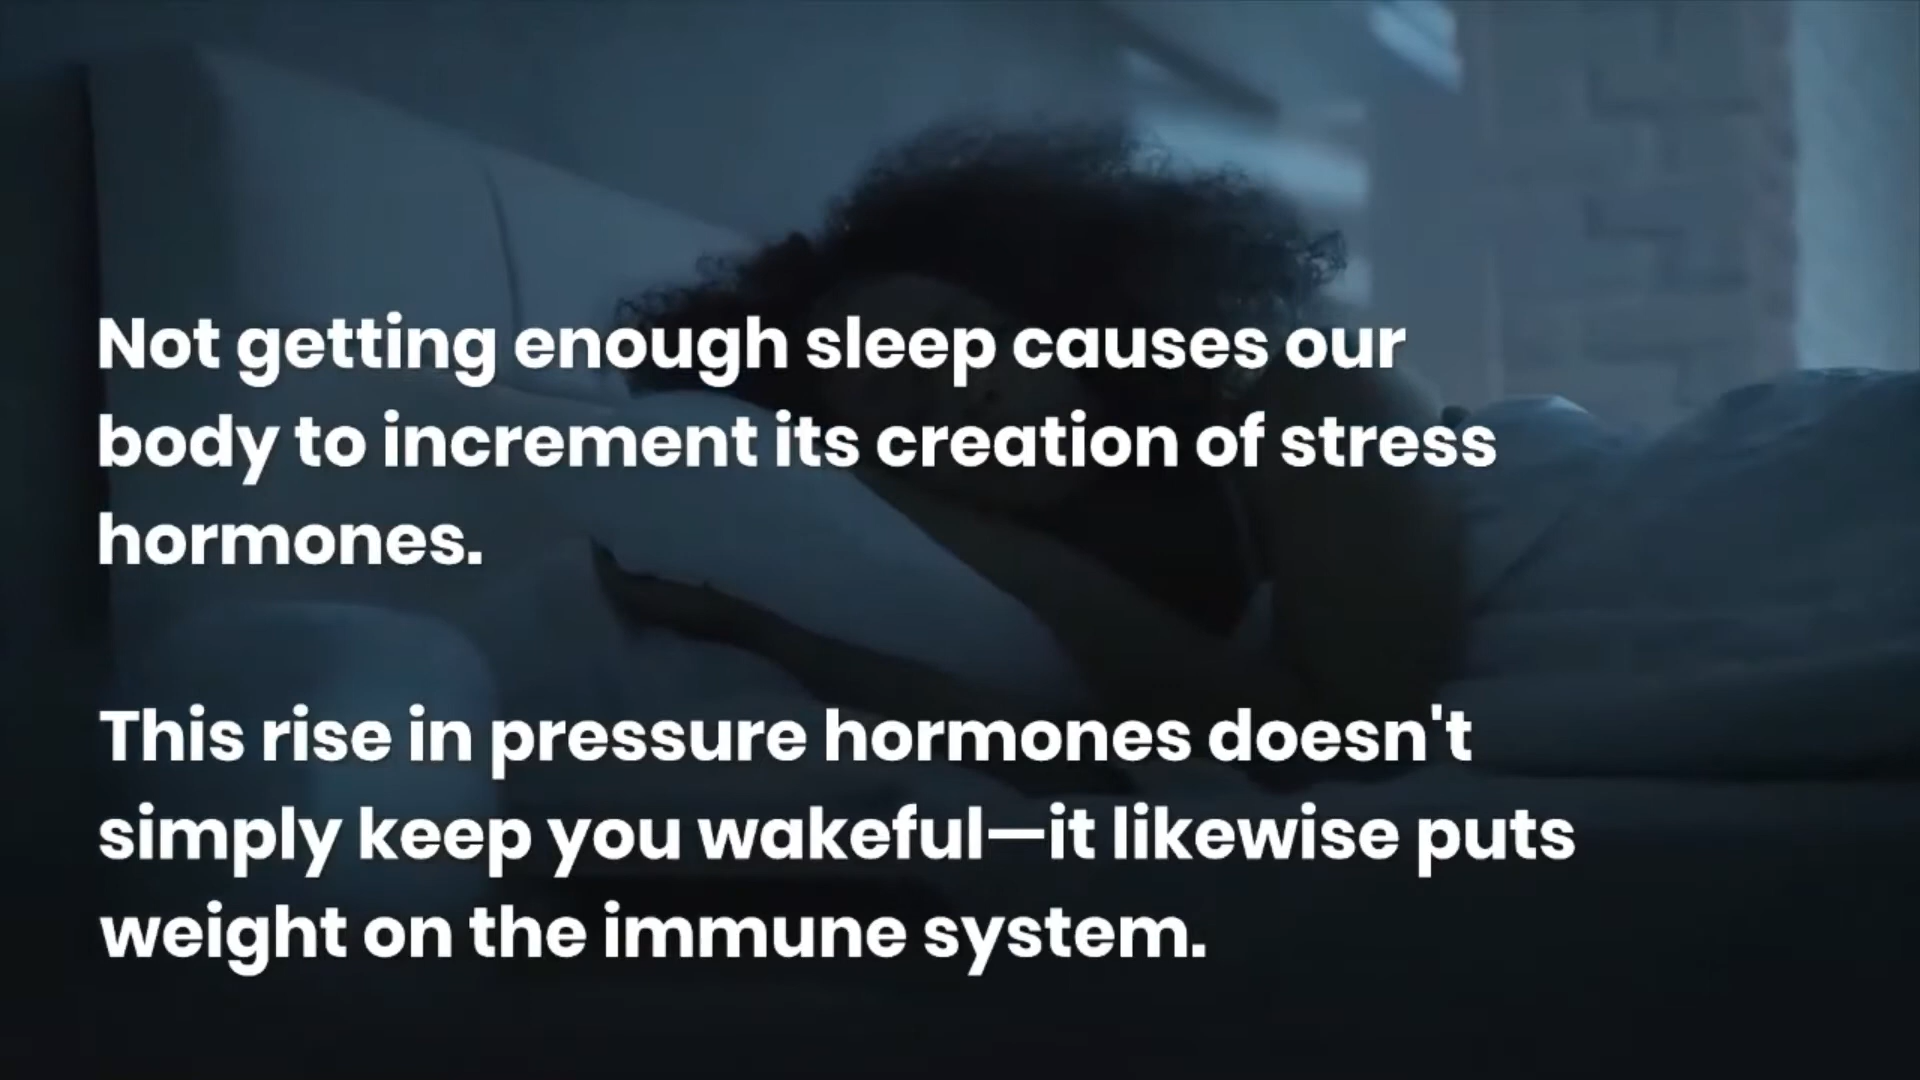 Not getting enough sleep causes our
body to increment its creation of stress
hormones.
This rise in pressure hormones doesn't
simply keep you wakeful—it likewise puts
weight on the immune system.